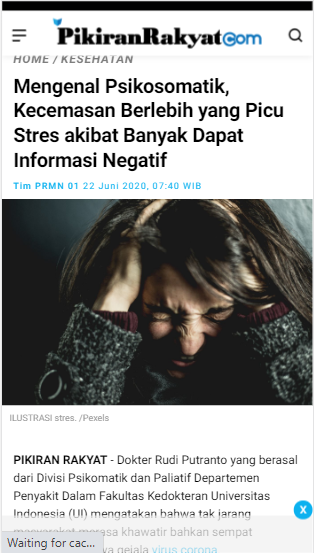 PikiranRakyat.com
HOME / KESEHATAN
Mengenal Psikosomatik,
Kecemasan Berlebih yang Picu
Stres akibat Banyak Dapat
Informasi Negatif
Tim PRMN 01 22 Juni 2020, 07:40 WIB
ILUSTRASI stres. /Pexels
PIKIRAN RAKYAT - Dokter Rudi Putranto yang berasal
dari Divisi Psikomatik dan Paliatif Departemen
Penyakit Dalam Fakultas Kedokteran Universitas
Indonesia (UI) mengatakan bahwa tak jarang
masyarakat merasa khawatir bahkan sempat
ya gejala virus corona
X
Waiting for cac...